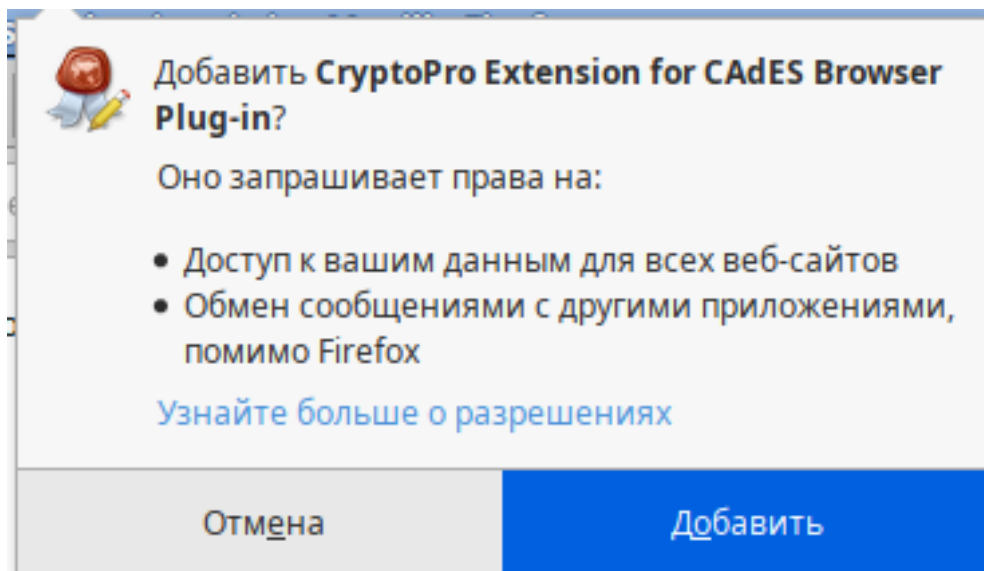 Добавить CryptoPro Extension for CAdES Browser
Plug-in?
Оно запрашивает права на:
• Доступ к вашим данным для всех веб-сайтов
• Обмен сообщениями с другими приложениями,
помимо Firefox
Узнайте больше о разрешениях
Отмена
Добавить